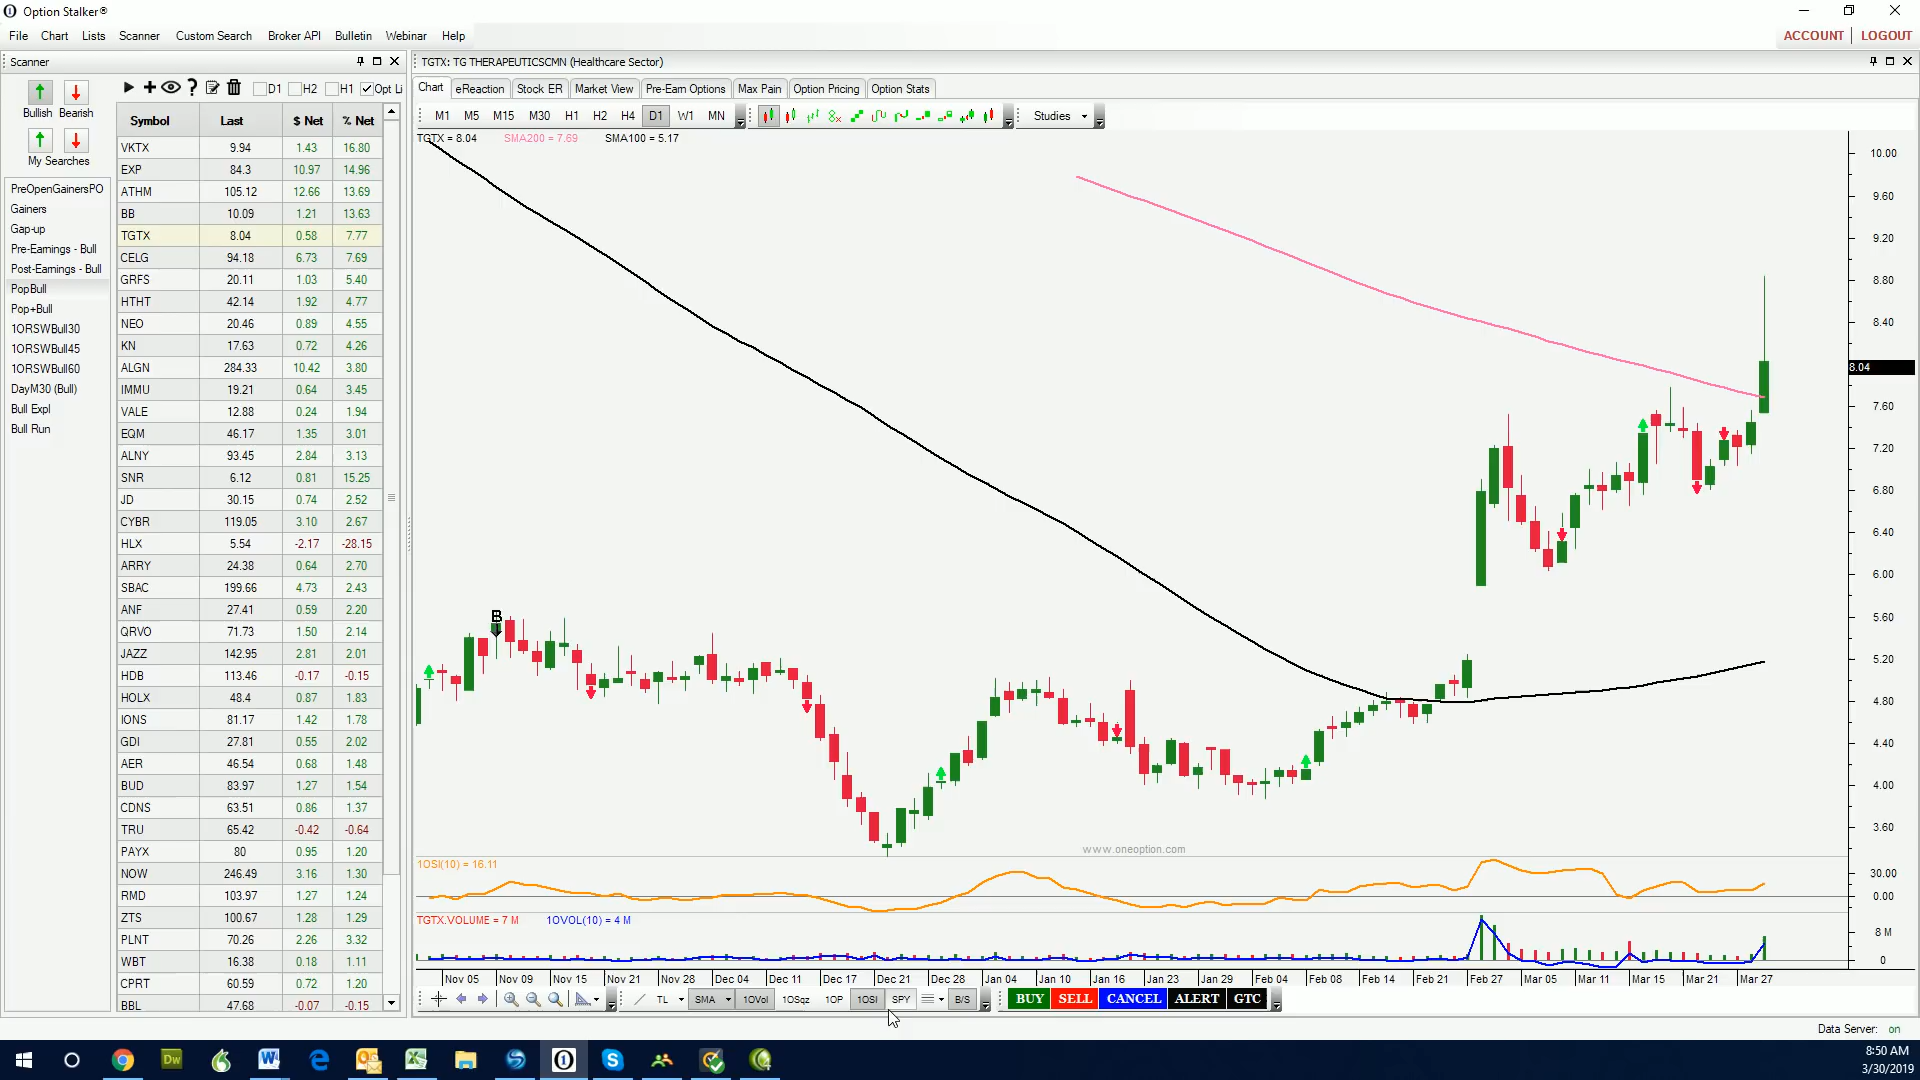 Option Stalker®
File Chart Lists Scanner Custom Search Broker API Bulletin Webinar Help
ACCOUNT LOGOUT
Scanner
Bullish Bearish
My Searches
PreOpenGainersPO
Gainers
Gap-up
Pre-Earnings - Bull
Post-Earnings - Bull
PopBull
Pop+Bull
1ORSWBull30
1ORSWBull45
1ORSWBull60
DayM30 (Bull)
Bull Expl
Bull Run
D1 H2 H1 Opt Li
Symbol Last $ Net % Net
VKTX 9.94 1.43 16.80
EXP 84.3 10.97 14.96
ATHM 105.12 12.66 13.69
BB 10.09 1.21 13.63
TGTX 8.04 0.58 7.77
CELG 94.18 6.73 7.69
GRFS 20.11 1.03 5.40
HTHT 42.14 1.92 4.77
NEO 20.46 0.89 4.55
KN 17.63 0.72 4.26
ALGN 284.33 10.42 3.80
IMMU 19.21 0.64 3.45
VALE 12.88 0.24 1.94
EQM 46.17 1.35 3.01
ALNY 93.45 2.84 3.13
SNR 6.12 0.81 15.25
JD 30.15 0.74 2.52
CYBR 119.05 3.10 2.67
HLX 5.54 -2.17 -28.15
ARRY 24.38 0.64 2.70
SBAC 199.66 4.73 2.43
ANF 27.41 0.59 2.20
QRVO 71.73 1.50 2.14
JAZZ 142.95 2.81 2.01
HDB 113.46 -0.17 -0.15
HOLX 48.4 0.87 1.83
IONS 81.17 1.42 1.78
GDI 27.81 0.55 2.02
AER 46.54 0.68 1.48
BUD 83.97 1.27 1.54
CDNS 63.51 0.86 1.37
TRU 65.42 -0.42 -0.64
PAYX 80 0.95 1.20
NOW 246.49 3.16 1.30
RMD 103.97 1.27 1.24
ZTS 100.67 1.28 1.29
PLNT 70.26 2.26 3.32
WBT 16.38 0.18 1.11
CPRT 60.59 0.72 1.20
BBL 47.68 -0.07 -0.15
TGTX: TG THERAPEUTICSCMN (Healthcare Sector)
Chart eReaction Stock ER Market View Pre-Earn Options Max Pain Option Pricing Option Stats
M1 M5 M15 M30 H1 H2 H4 D1 W1 MN Studies
TGTX = 8.04 SMA200 = 7.69 SMA100 = 5.17
10.00
9.60
9.20
8.80
8.40
8.04
7.60
7.20
6.80
6.40
6.00
5.60
5.20
4.80
4.40
4.00
3.60
B
www.oneoption.com
1OSI(10) = 16.11
30.00
0.00
TGTX.VOLUME = 7 M 1OVOL(10) = 4 M
8 M
0
Nov 05 Nov 09 Nov 15 Nov 21 Nov 28 Dec 04 Dec 11 Dec 17 Dec 21 Dec 28 Jan 04 Jan 10 Jan 16 Jan 23 Jan 29 Feb 04 Feb 08 Feb 14 Feb 21 Feb 27 Mar 05 Mar 11 Mar 15 Mar 21 Mar 27
TL SMA 1OVol 1OSqz 1OP 1OSI SPY B/S BUY SELL CANCEL ALERT GTC
Data Server: on
8:50 AM
3/30/2019